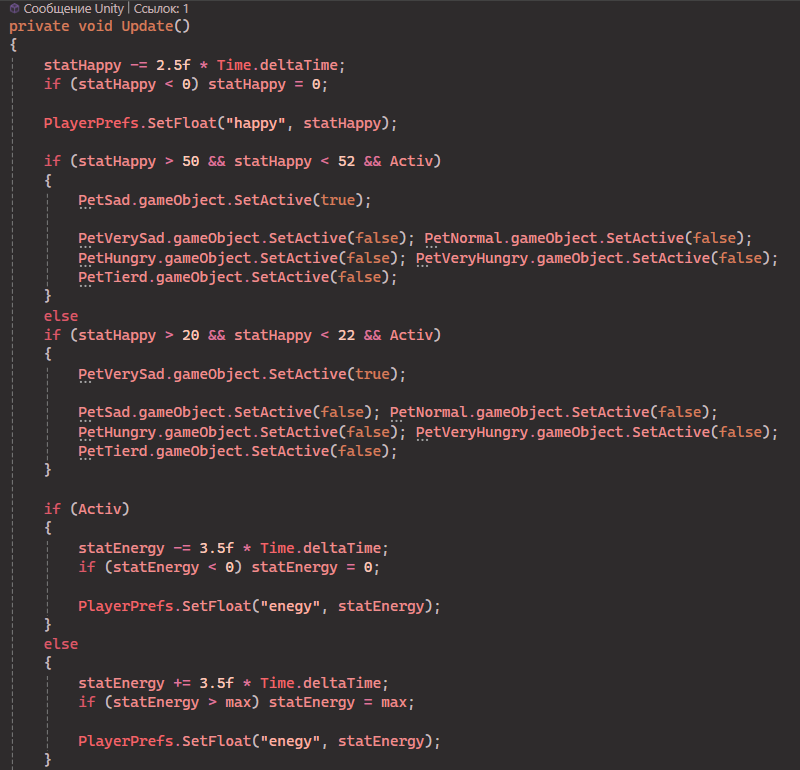 Сообщение Unity | Ссылок: 1
private void Update()
{
statHappy -= 2.5f * Time.deltaTime;
if (statHappy < 0) statHappy = 0;
PlayerPrefs.SetFloat("happy", statHappy);
if (statHappy > 50 && statHappy < 52 && Activ)
{
PetSad.gameObject.SetActive(true);
PetVerySad.gameObject.SetActive(false); PetNormal.gameObject.SetActive(false);
PetHungry.gameObject.SetActive(false); PetVeryHungry.gameObject.SetActive(false);
PetTierd.gameObject.SetActive(false);
}
else
if (statHappy > 20 && statHappy < 22 && Activ)
{
PetVerySad.gameObject.SetActive(true);
PetSad.gameObject.SetActive(false); PetNormal.gameObject.SetActive(false);
PetHungry.gameObject.SetActive(false); PetVeryHungry.gameObject.SetActive(false);
PetTierd.gameObject.SetActive(false);
}
if (Activ)
{
statEnergy -= 3.5f * Time.deltaTime;
if (statEnergy < 0) statEnergy = 0;
PlayerPrefs.SetFloat("enegy", statEnergy);
}
else
{
statEnergy += 3.5f * Time.deltaTime;
if (statEnergy > max) statEnergy = max;
PlayerPrefs.SetFloat("enegy", statEnergy);
}